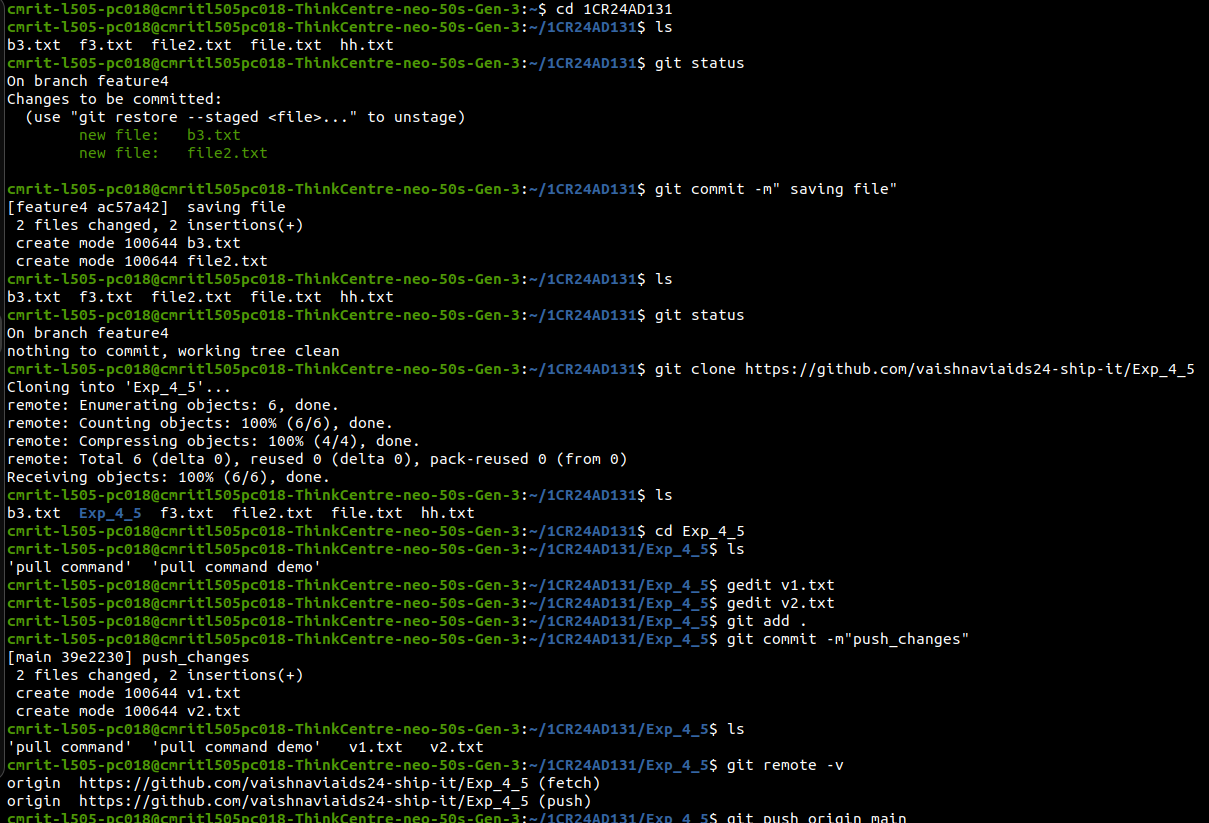 cmrit-l505-pc018@cmritl505pc018-ThinkCentre-neo-50s-Gen-3:~$ cd 1CR24AD131
cmrit-l505-pc018@cmritl505pc018-ThinkCentre-neo-50s-Gen-3:~/1CR24AD131$ ls
b3.txt  f3.txt  file2.txt  file.txt  hh.txt
cmrit-l505-pc018@cmritl505pc018-ThinkCentre-neo-50s-Gen-3:~/1CR24AD131$ git status
On branch feature4
Changes to be committed:
  (use "git restore --staged <file>..." to unstage)
        new file:   b3.txt
        new file:   file2.txt
cmrit-l505-pc018@cmritl505pc018-ThinkCentre-neo-50s-Gen-3:~/1CR24AD131$ git commit -m" saving file"
[feature4 ac57a42]  saving file
 2 files changed, 2 insertions(+)
 create mode 100644 b3.txt
 create mode 100644 file2.txt
cmrit-l505-pc018@cmritl505pc018-ThinkCentre-neo-50s-Gen-3:~/1CR24AD131$ ls
b3.txt  f3.txt  file2.txt  file.txt  hh.txt
cmrit-l505-pc018@cmritl505pc018-ThinkCentre-neo-50s-Gen-3:~/1CR24AD131$ git status
On branch feature4
nothing to commit, working tree clean
cmrit-l505-pc018@cmritl505pc018-ThinkCentre-neo-50s-Gen-3:~/1CR24AD131$ git clone https://github.com/vaishnaviaids24-ship-it/Exp_4_5
Cloning into 'Exp_4_5'...
remote: Enumerating objects: 6, done.
remote: Counting objects: 100% (6/6), done.
remote: Compressing objects: 100% (4/4), done.
remote: Total 6 (delta 0), reused 0 (delta 0), pack-reused 0 (from 0)
Receiving objects: 100% (6/6), done.
cmrit-l505-pc018@cmritl505pc018-ThinkCentre-neo-50s-Gen-3:~/1CR24AD131$ ls
b3.txt  Exp_4_5  f3.txt  file2.txt  file.txt  hh.txt
cmrit-l505-pc018@cmritl505pc018-ThinkCentre-neo-50s-Gen-3:~/1CR24AD131$ cd Exp_4_5
cmrit-l505-pc018@cmritl505pc018-ThinkCentre-neo-50s-Gen-3:~/1CR24AD131/Exp_4_5$ ls
'pull command'  'pull command demo'
cmrit-l505-pc018@cmritl505pc018-ThinkCentre-neo-50s-Gen-3:~/1CR24AD131/Exp_4_5$ gedit v1.txt
cmrit-l505-pc018@cmritl505pc018-ThinkCentre-neo-50s-Gen-3:~/1CR24AD131/Exp_4_5$ gedit v2.txt
cmrit-l505-pc018@cmritl505pc018-ThinkCentre-neo-50s-Gen-3:~/1CR24AD131/Exp_4_5$ git add .
cmrit-l505-pc018@cmritl505pc018-ThinkCentre-neo-50s-Gen-3:~/1CR24AD131/Exp_4_5$ git commit -m"push_changes"
[main 39e2230] push_changes
 2 files changed, 2 insertions(+)
 create mode 100644 v1.txt
 create mode 100644 v2.txt
cmrit-l505-pc018@cmritl505pc018-ThinkCentre-neo-50s-Gen-3:~/1CR24AD131/Exp_4_5$ ls
'pull command'  'pull command demo'   v1.txt   v2.txt
cmrit-l505-pc018@cmritl505pc018-ThinkCentre-neo-50s-Gen-3:~/1CR24AD131/Exp_4_5$ git remote -v
origin  https://github.com/vaishnaviaids24-ship-it/Exp_4_5 (fetch)
origin  https://github.com/vaishnaviaids24-ship-it/Exp_4_5 (push)
cmrit-l505-pc018@cmritl505pc018-ThinkCentre-neo-50s-Gen-3:~/1CR24AD131/Exp_4_5$ git push origin main